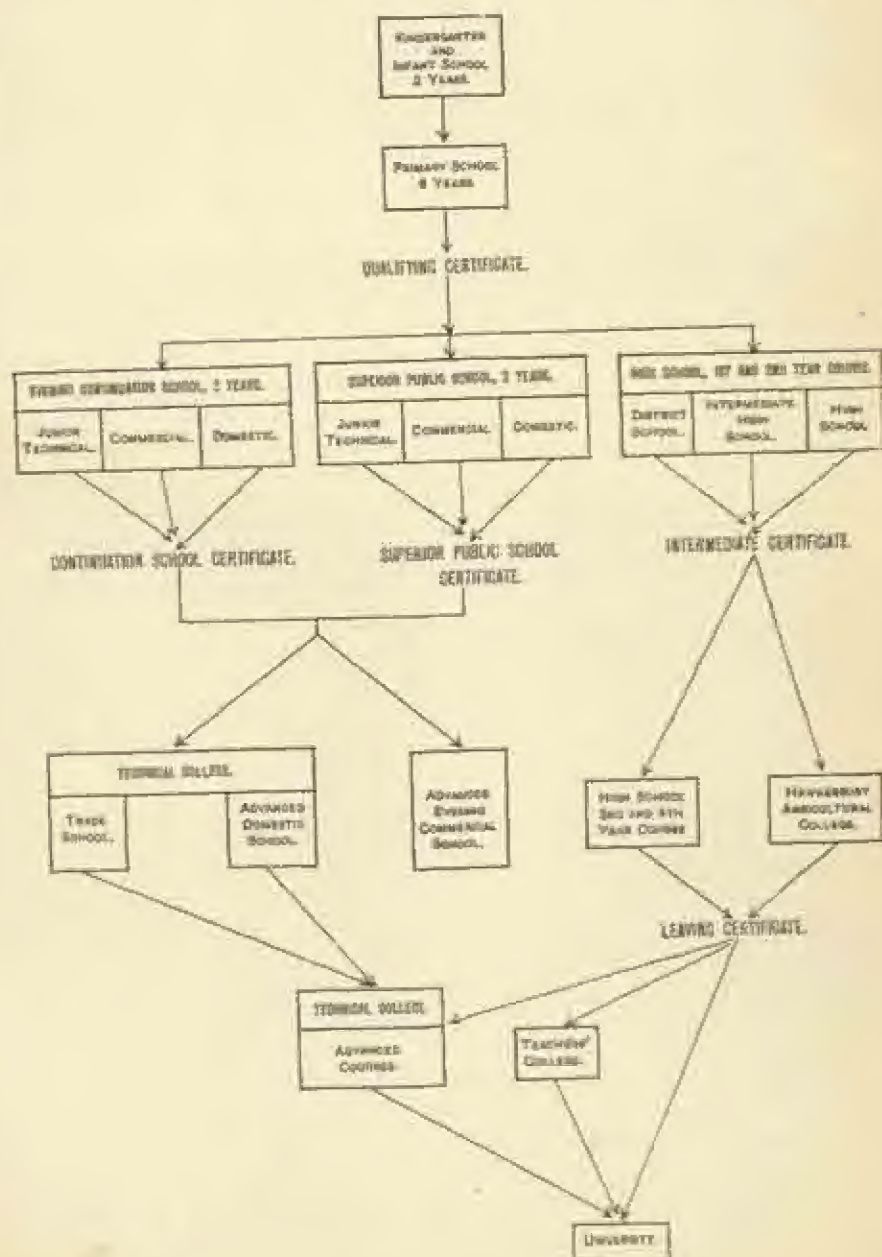 KINDERGARTEN
AND
INFANT SCHOOL
2 YEARS.
PRIMARY SCHOOL
6 YEARS
QUALIFYING CERTIFICATE.
EVENING CONTINUATION SCHOOL, 2 YEARS.
JUNIOR
TECHNICAL.
COMMERCIAL.
DOMESTIC.
SUPERIOR PUBLIC SCHOOL, 2 YEARS.
JUNIOR
TECHNICAL.
COMMERCIAL
DOMESTIC.
HIGH SCHOOL, 1ST AND 2ND YEAR COURSE.
DISTRICT
SCHOOL.
INTERMEDIATE
HIGH
SCHOOL.
HIGH
SCHOOL
CONTINUATION SCHOOL CERTIFICATE.
SUPERIOR PUBLIC SCHOOL
CERTIFICATE.
INTERMEDIATE CERTIFICATE.
TECHNICAL COLLEGE.
TRADE
SCHOOL.
ADVANCED
DOMESTIC
SCHOOL.
ADVANCED
EVENING
COMMERCIAL
SCHOOL.
HIGH SCHOOL
3RD AND 4TH
YEAR COURSE
HAWKESBURY
AGRICULTURAL
COLLEGE.
LEAVING CERTIFICATE.
TECHNICAL COLLEGE.
ADVANCED
COURSES.
TEACHERS'
COLLEGE.
UNIVERSITY